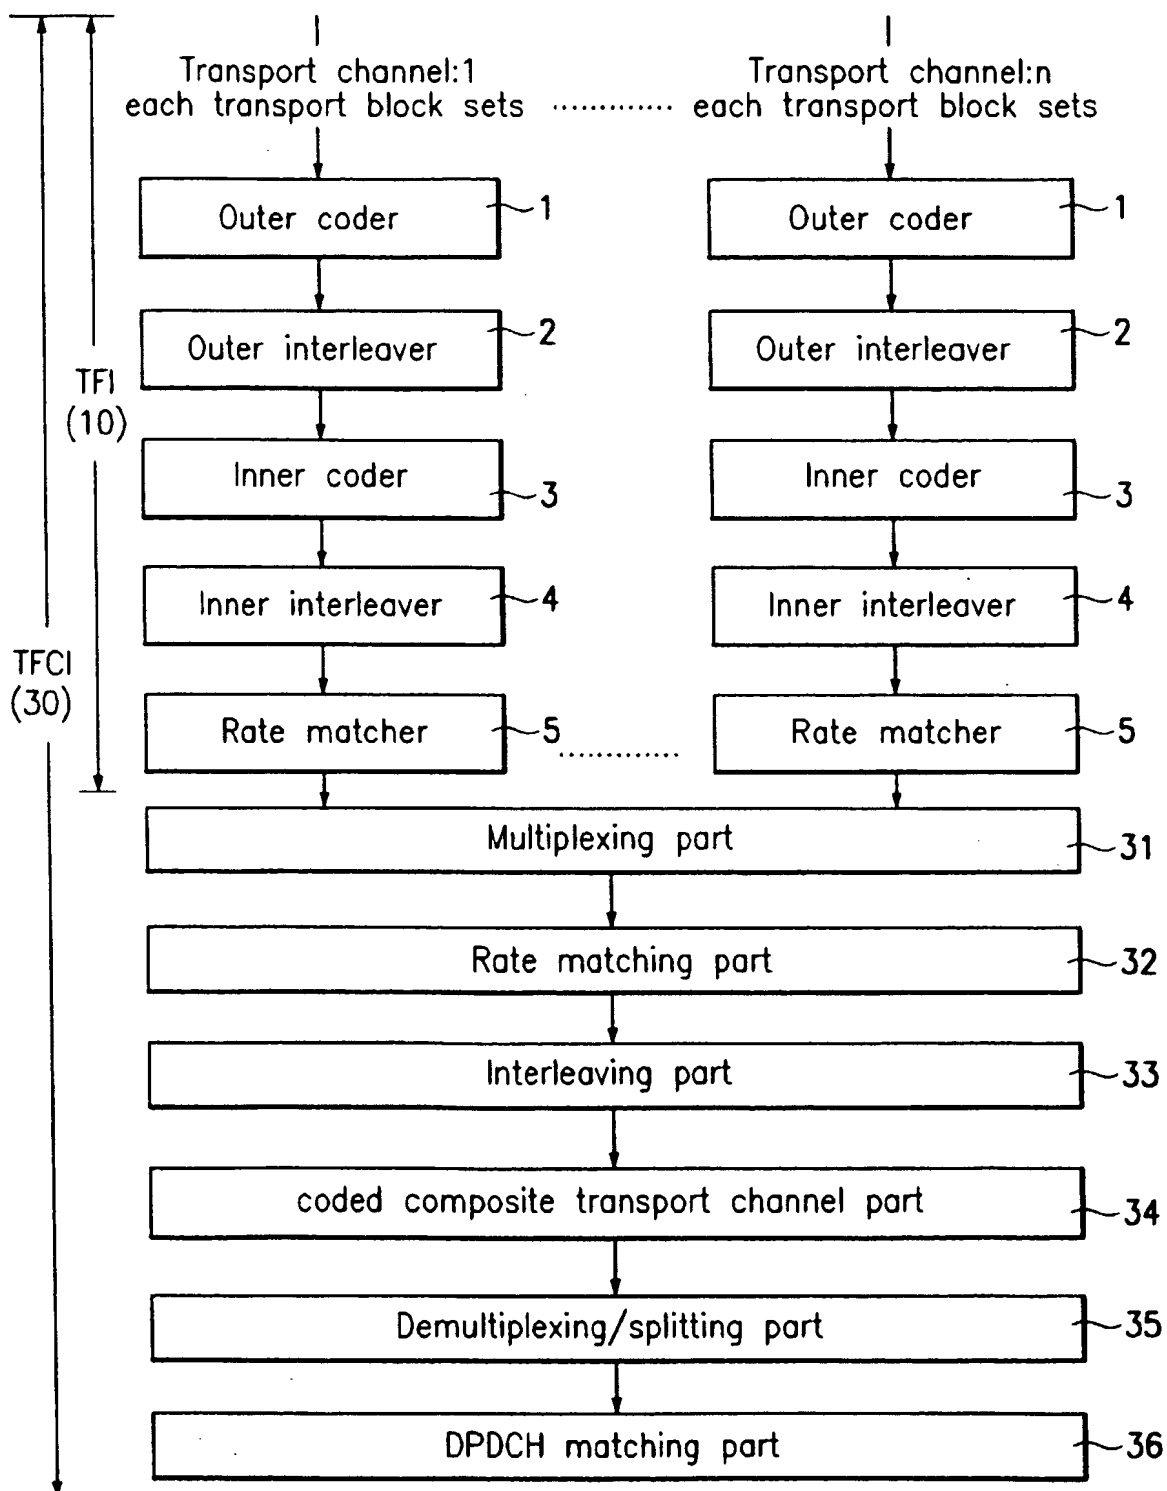 Transport channel:1
each transport block sets
Transport channel:n
each transport block sets
Outer coder
1
Outer coder
1
Outer interleaver
2
Outer interleaver
2
TFI
(10)
Inner coder
3
Inner coder
3
Inner interleaver
4
Inner interleaver
4
TFCI
(30)
Rate matcher
5
Rate matcher
5
Multiplexing part
31
Rate matching part
32
Interleaving part
33
coded composite transport channel part
34
Demultiplexing/splitting part
35
DPDCH matching part
36